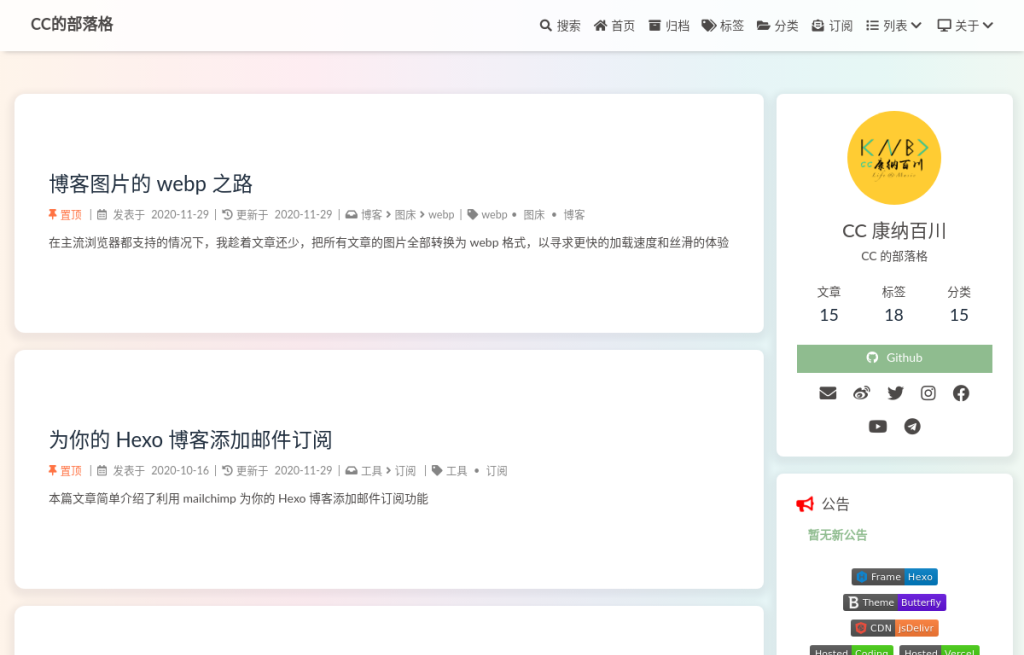 CC的部落格
搜索 首页 归档 标签 分类 订阅 列表 关于
博客图片的 webp 之路
置顶 | 发表于 2020-11-29 | 更新于 2020-11-29 | 博客 > 图床 > webp | webp • 图床 • 博客
在主流浏览器都支持的情况下，我趁着文章还少，把所有文章的图片全部转换为 webp 格式，以寻求更快的加载速度和丝滑的体验
为你的 Hexo 博客添加邮件订阅
置顶 | 发表于 2020-10-16 | 更新于 2020-11-29 | 工具 > 订阅 | 工具 • 订阅
本篇文章简单介绍了利用 mailchimp 为你的 Hexo 博客添加邮件订阅功能
KNB
CC康纳百川
Life & Music
CC 康纳百川
CC 的部落格
文章 标签 分类
15 18 15
Github
公告
暂无新公告
Frame Hexo
Theme Butterfly
CDN jsDelivr
Hosted Coding Hosted Vercel